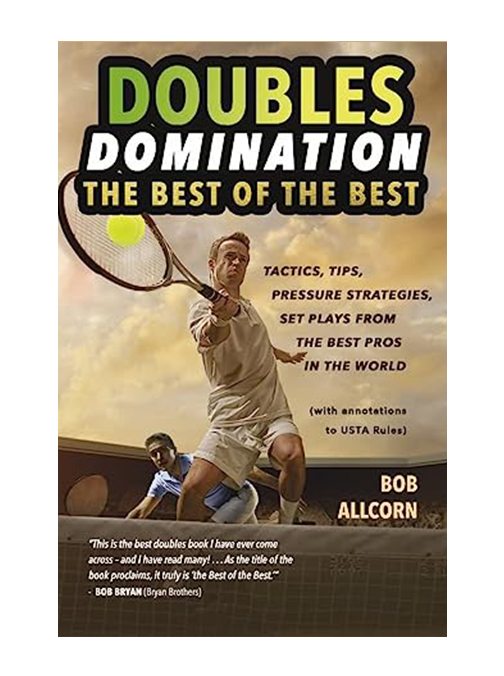 DOUBLES
DOMINATION
THE BEST OF THE BEST
TACTICS, TIPS,
PRESSURE STRATEGIES,
SET PLAYS FROM
THE BEST PROS
IN THE WORLD
(with annotations
to USTA Rules)
BOB
ALLCORN
"This is the best doubles book I have ever come
across – and I have read many! . . . As the title of the
book proclaims, it truly is 'the Best of the Best.'"
- BOB BRYAN (Bryan Brothers)